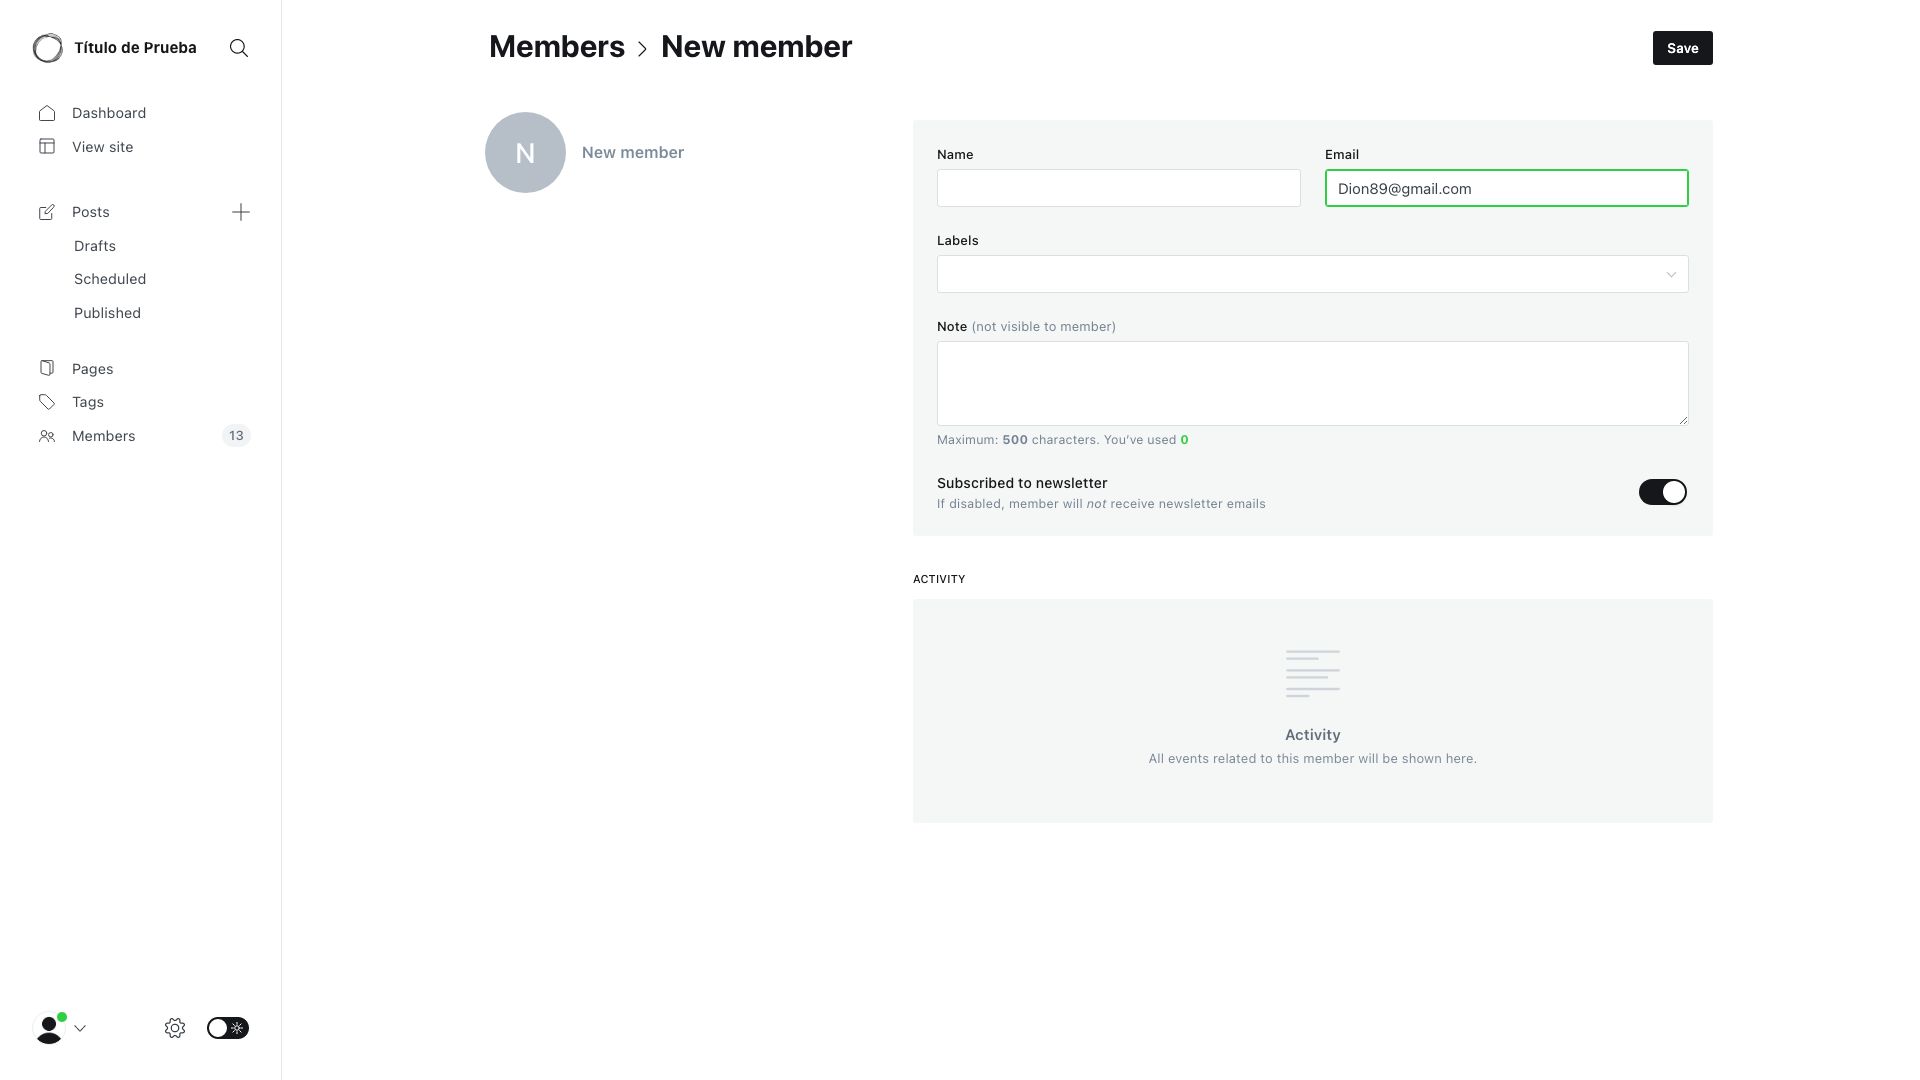 Título de Prueba
Dashboard
View site
Posts
Drafts
Scheduled
Published
Pages
Tags
Members 13
Members > New member
Save
N New member
Name
Email
Dion89@gmail.com
Labels
Note (not visible to member)
Maximum: 500 characters. You've used 0
Subscribed to newsletter
If disabled, member will not receive newsletter emails
ACTIVITY
Activity
All events related to this member will be shown here.